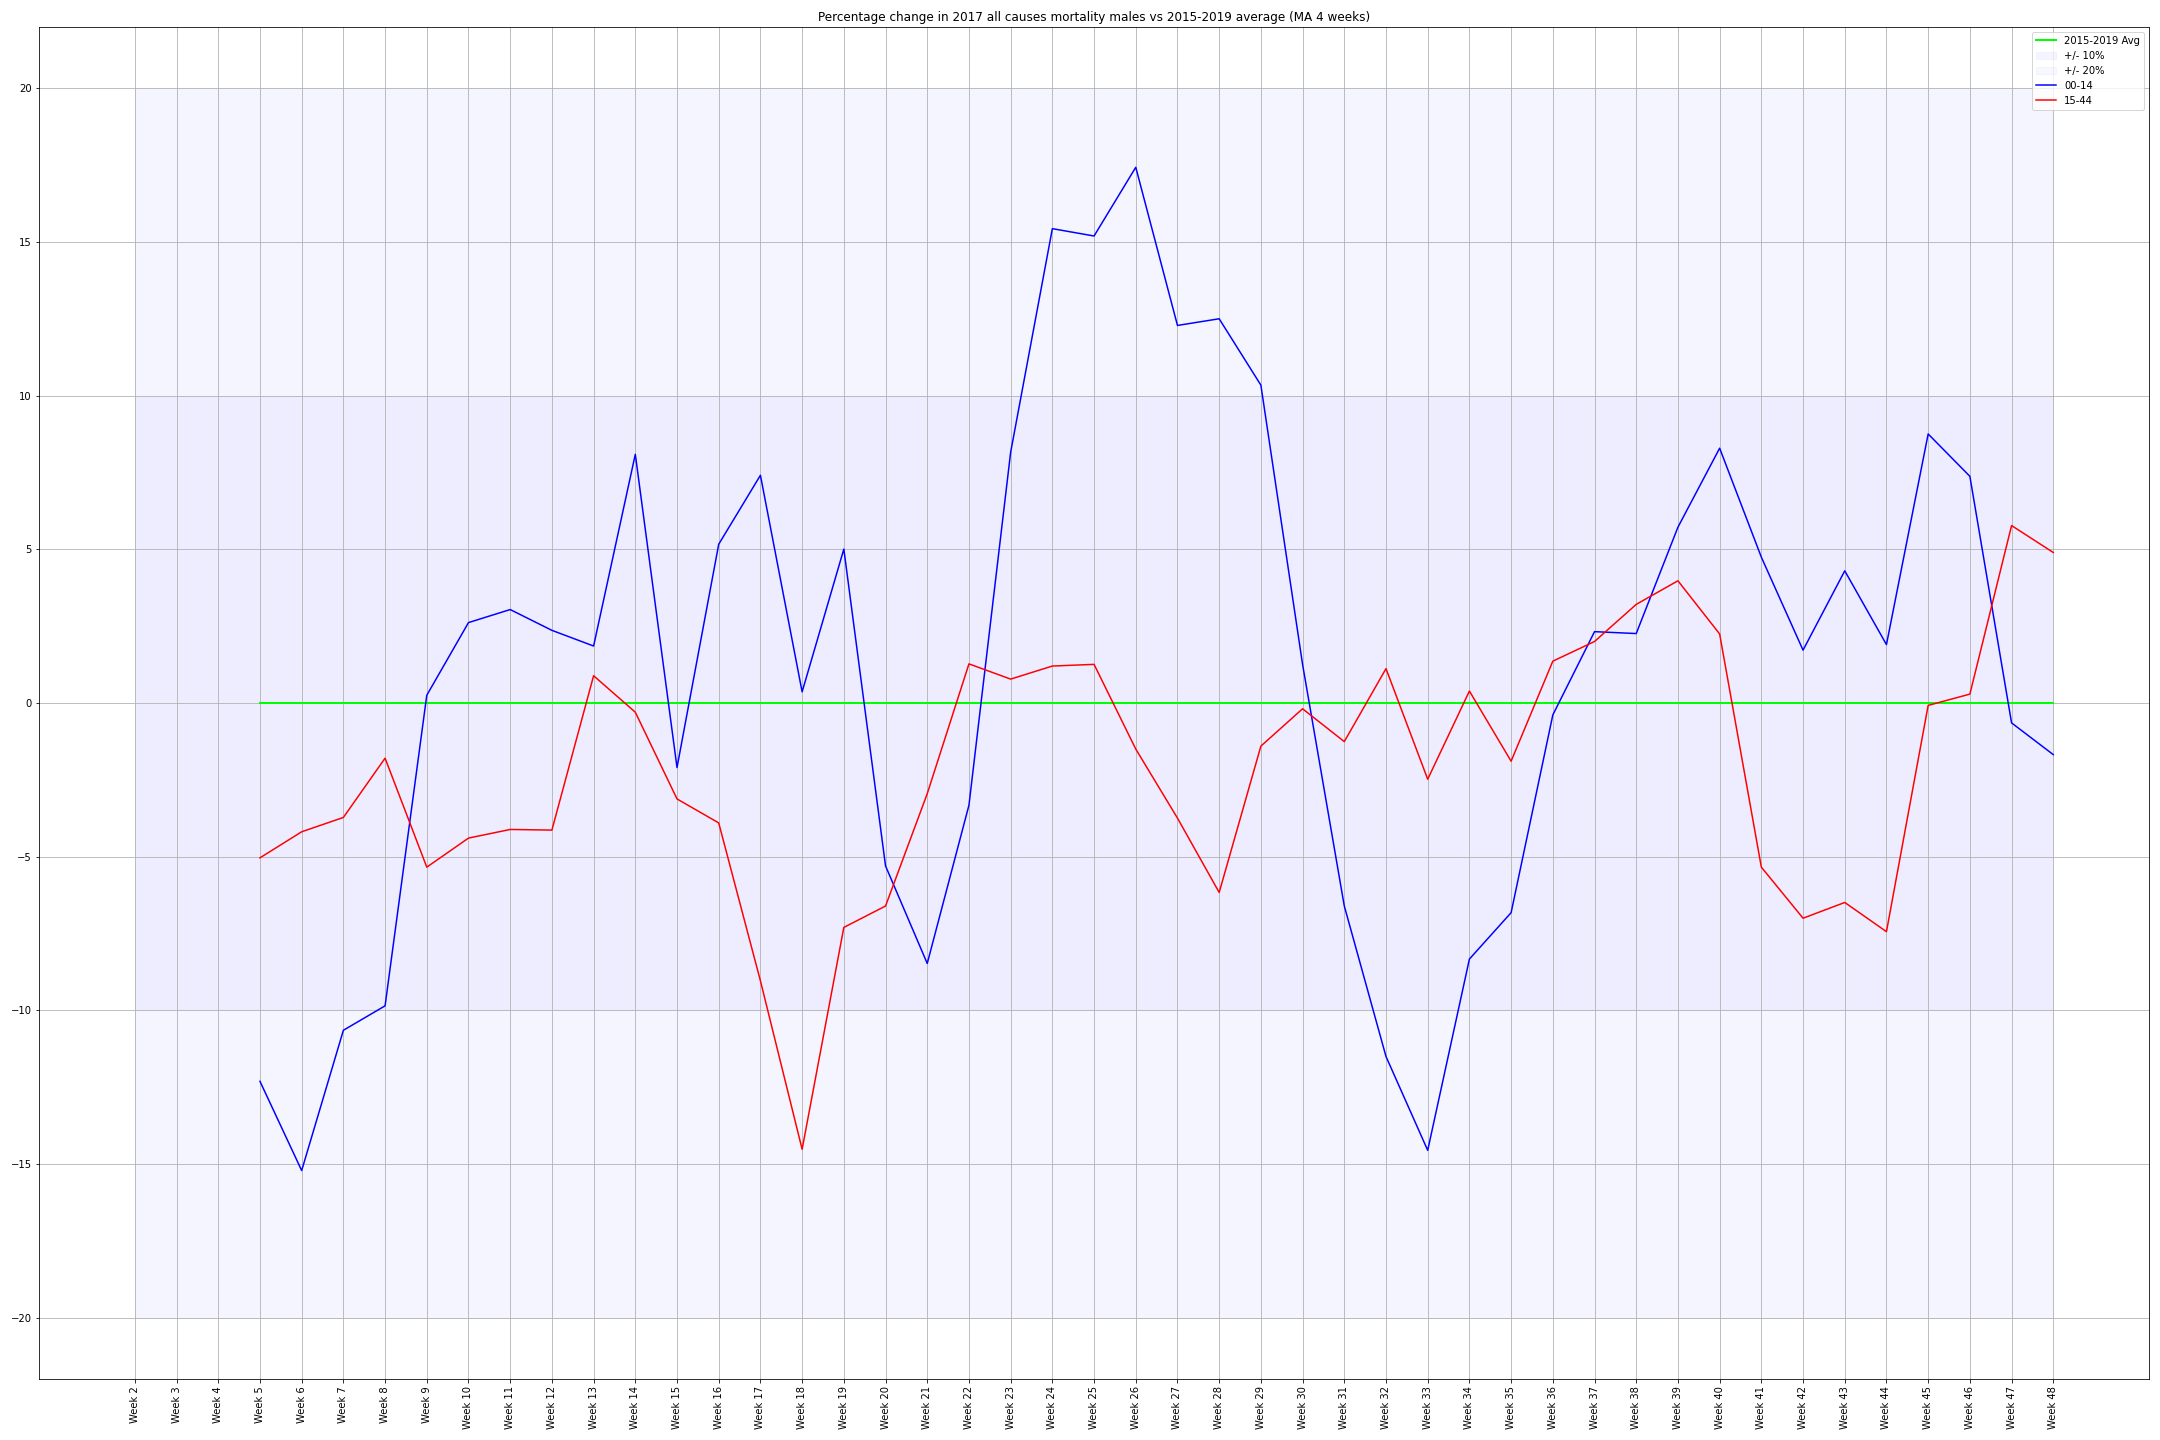 Percentage change in 2017 all causes mortality males vs 2015-2019 average (MA 4 weeks)
2015-2019 Avg
+/- 10%
+/- 20%
00-14
15-44
20
15
10
5
0
−5
−10
−15
−20
Week 2
Week 3
Week 4
Week 5
Week 6
Week 7
Week 8
Week 9
Week 10
Week 11
Week 12
Week 13
Week 14
Week 15
Week 16
Week 17
Week 18
Week 19
Week 20
Week 21
Week 22
Week 23
Week 24
Week 25
Week 26
Week 27
Week 28
Week 29
Week 30
Week 31
Week 32
Week 33
Week 34
Week 35
Week 36
Week 37
Week 38
Week 39
Week 40
Week 41
Week 42
Week 43
Week 44
Week 45
Week 46
Week 47
Week 48